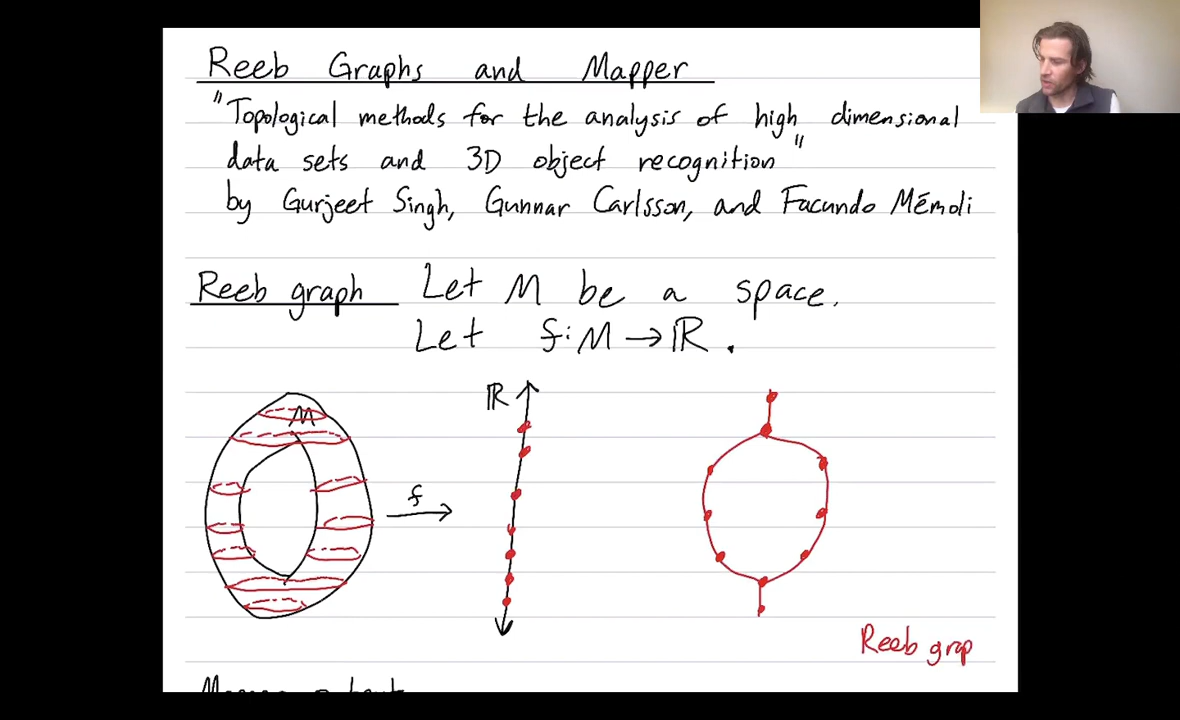 Reeb Graphs and Mapper
"Topological methods for the analysis of high dimensional
data sets and 3D object recognition"
by Gurjeet Singh, Gunnar Carlsson, and Facundo Mémoli
Reeb graph Let M be a space.
Let f: M → ℝ.
M
f
ℝ
Reeb grap